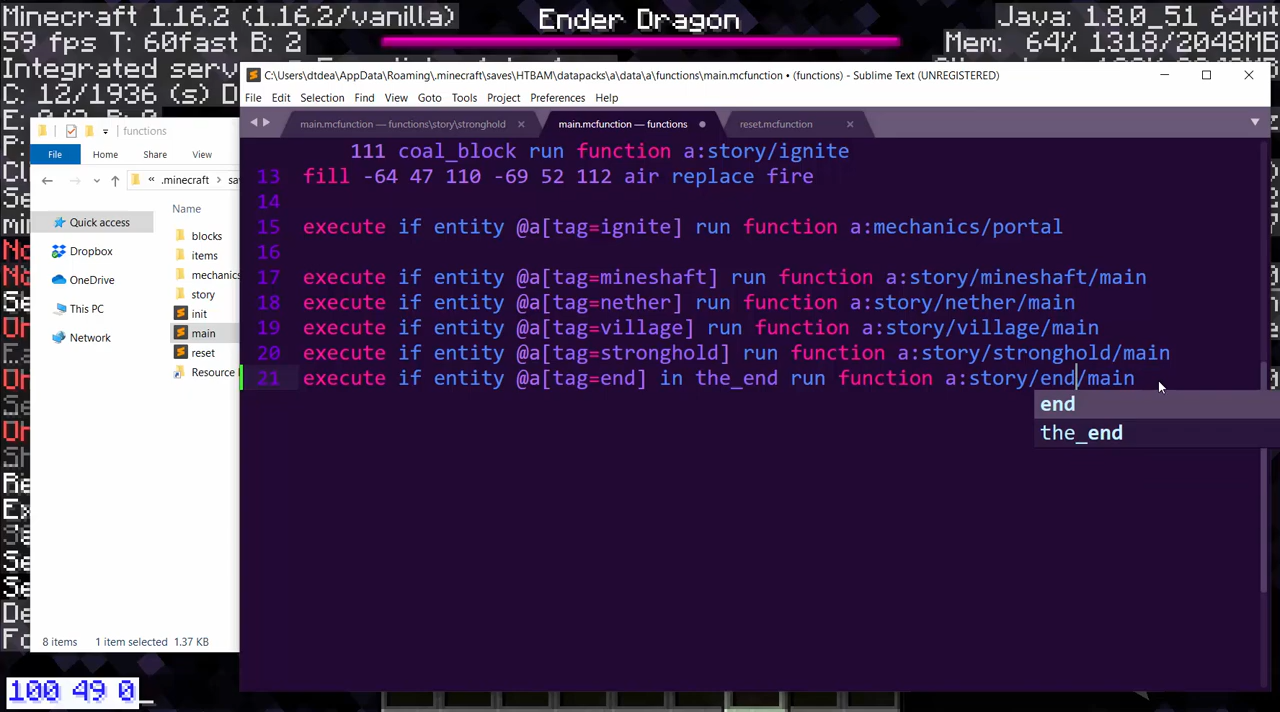 Minecraft 1.16.2 (1.16.2/vanilla)
Ender Dragon
Java: 1.8.0_51 64bit
59 fps T: 60fast B: 2
Mem: 64% 1318/2048MB
Integrated serv
C: 12/1936 (s) D
C:\Users\dtdea\AppData\Roaming\.minecraft\saves\HTBAM\datapacks\a\data\a\functions\main.mcfunction • (functions) - Sublime Text (UNREGISTERED)
File Edit Selection Find View Goto Tools Project Preferences Help
main.mcfunction — functions\story\stronghold
main.mcfunction — functions
reset.mcfunction
functions
File Home Share View
« .minecraft › sa
Name
Quick access
Dropbox
OneDrive
This PC
Network
blocks
items
mechanics
story
init
main
reset
Resource
8 items 1 item selected 1.37 KB
111 coal_block run function a:story/ignite
13 fill -64 47 110 -69 52 112 air replace fire
14
15 execute if entity @a[tag=ignite] run function a:mechanics/portal
16
17 execute if entity @a[tag=mineshaft] run function a:story/mineshaft/main
18 execute if entity @a[tag=nether] run function a:story/nether/main
19 execute if entity @a[tag=village] run function a:story/village/main
20 execute if entity @a[tag=stronghold] run function a:story/stronghold/main
21 execute if entity @a[tag=end] in the_end run function a:story/end/main
end
the_end
100 49 0_